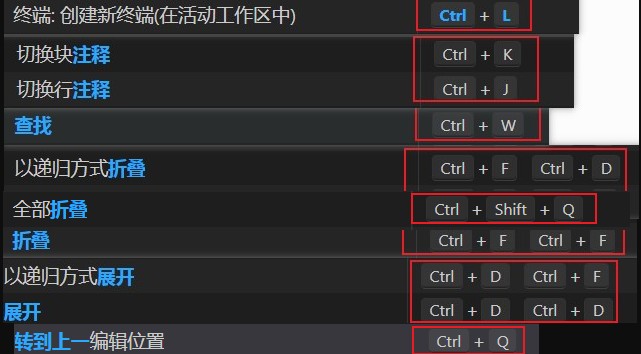 终端: 创建新终端(在活动工作区中) Ctrl + L
切换块注释 Ctrl + K
切换行注释 Ctrl + J
查找 Ctrl + W
以递归方式折叠 Ctrl + F Ctrl + D
全部折叠 Ctrl + Shift + Q
折叠 Ctrl + F Ctrl + F
以递归方式展开 Ctrl + D Ctrl + F
展开 Ctrl + D Ctrl + D
转到上一编辑位置 Ctrl + Q